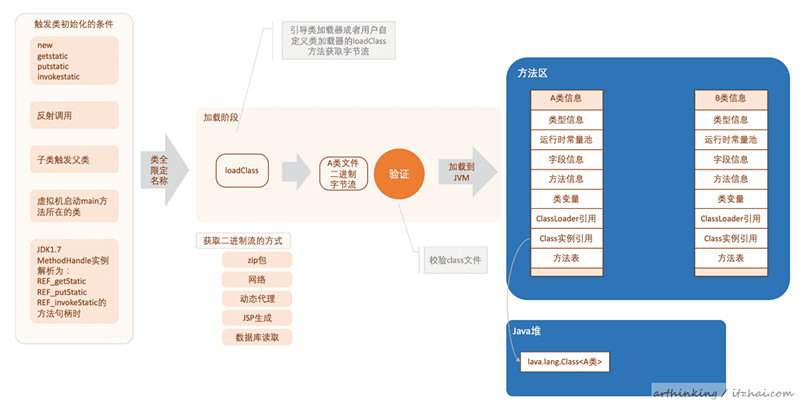 触发类初始化的条件
new
getstatic
putstatic
invokestatic
反射调用
子类触发父类
虚拟机启动main方
法所在的类
JDK1.7
MethodHandle实例
解析为：
REF_getStatic
REF_putStatic
REF_invokeStatic的
方法句柄时
类全
限定
名称
引导类加载器或者用户自
定义类加载器的loadClass
方法获取字节流
加载阶段
loadClass
A类文件
二进制
字节流
验证
加载到
JVM
校验class文件
获取二进制流的方式
zip包
网络
动态代理
JSP生成
数据库读取
方法区
A类信息
类型信息
运行时常量池
字段信息
方法信息
类变量
ClassLoader引用
Class实例引用
方法表
B类信息
类型信息
运行时常量池
字段信息
方法信息
类变量
ClassLoader引用
Class实例引用
方法表
Java堆
lava.lang.Class<A类>
arthinking / itzhai.com